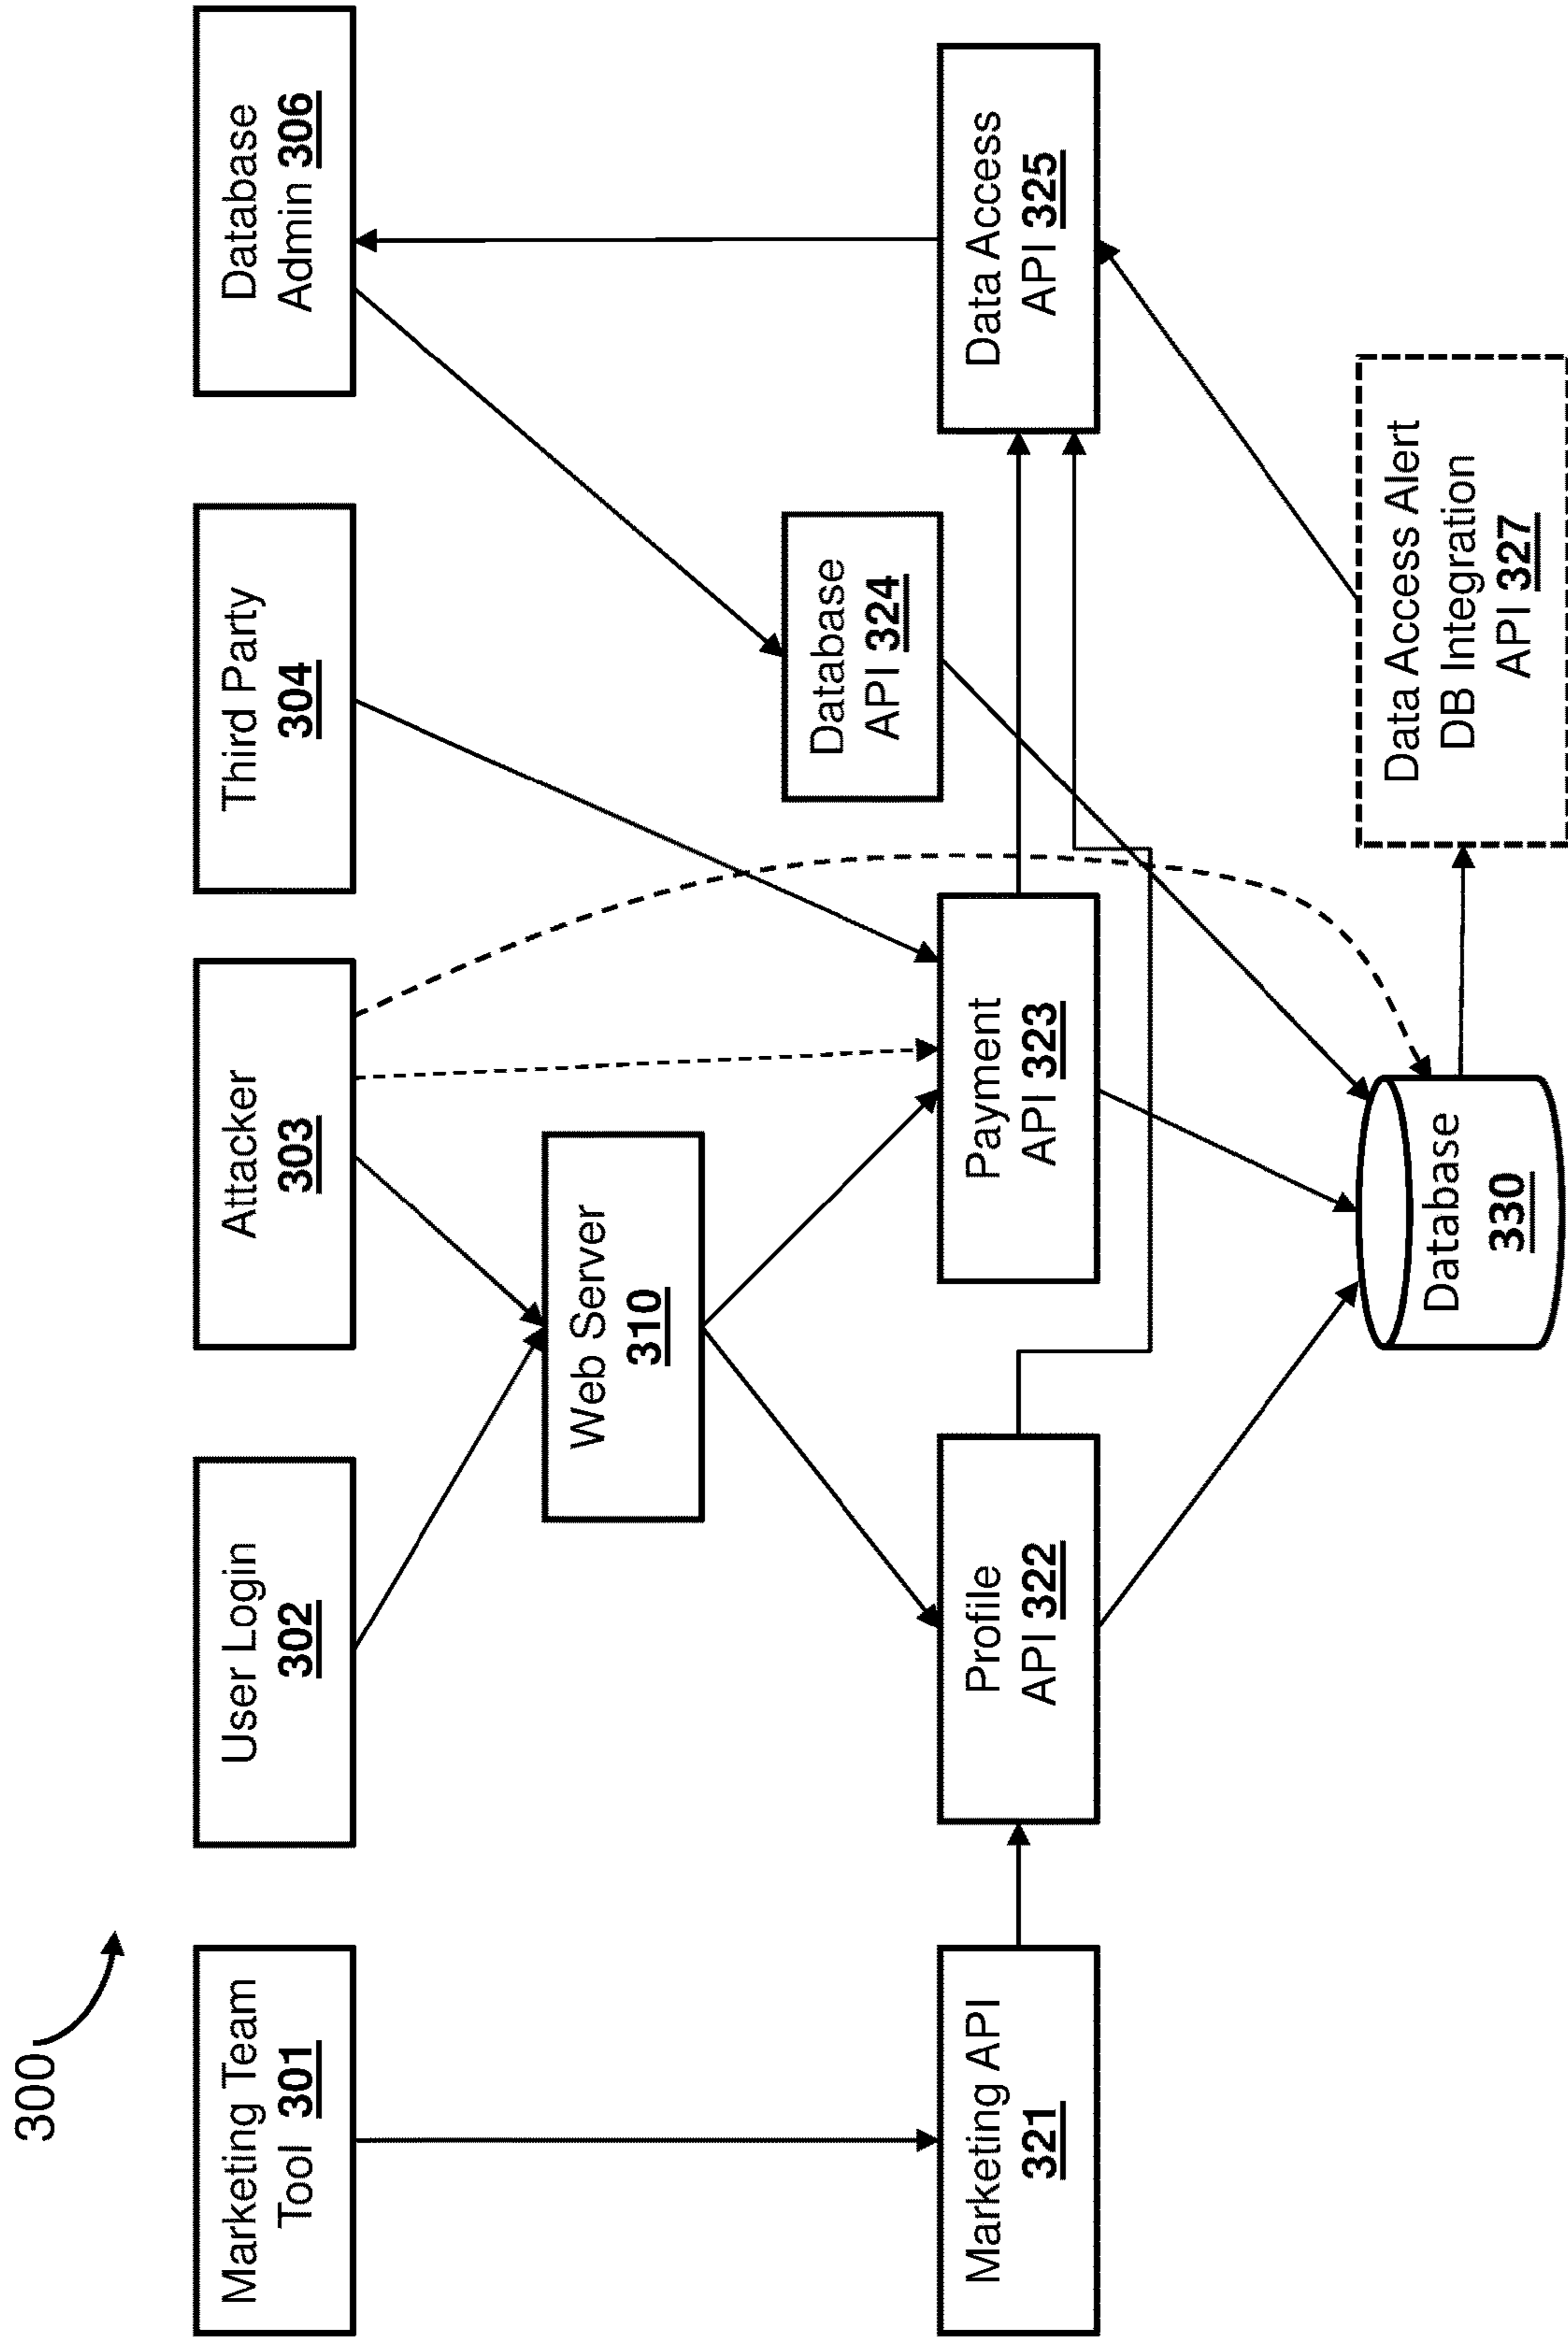 300
Marketing Team
Tool 301
User Login
302
Attacker
303
Third Party
304
Database
Admin 306
Web Server
310
Database
API 324
Marketing API
321
Profile
API 322
Payment
API 323
Data Access
API 325
Database
330
Data Access Alert
DB Integration
API 327